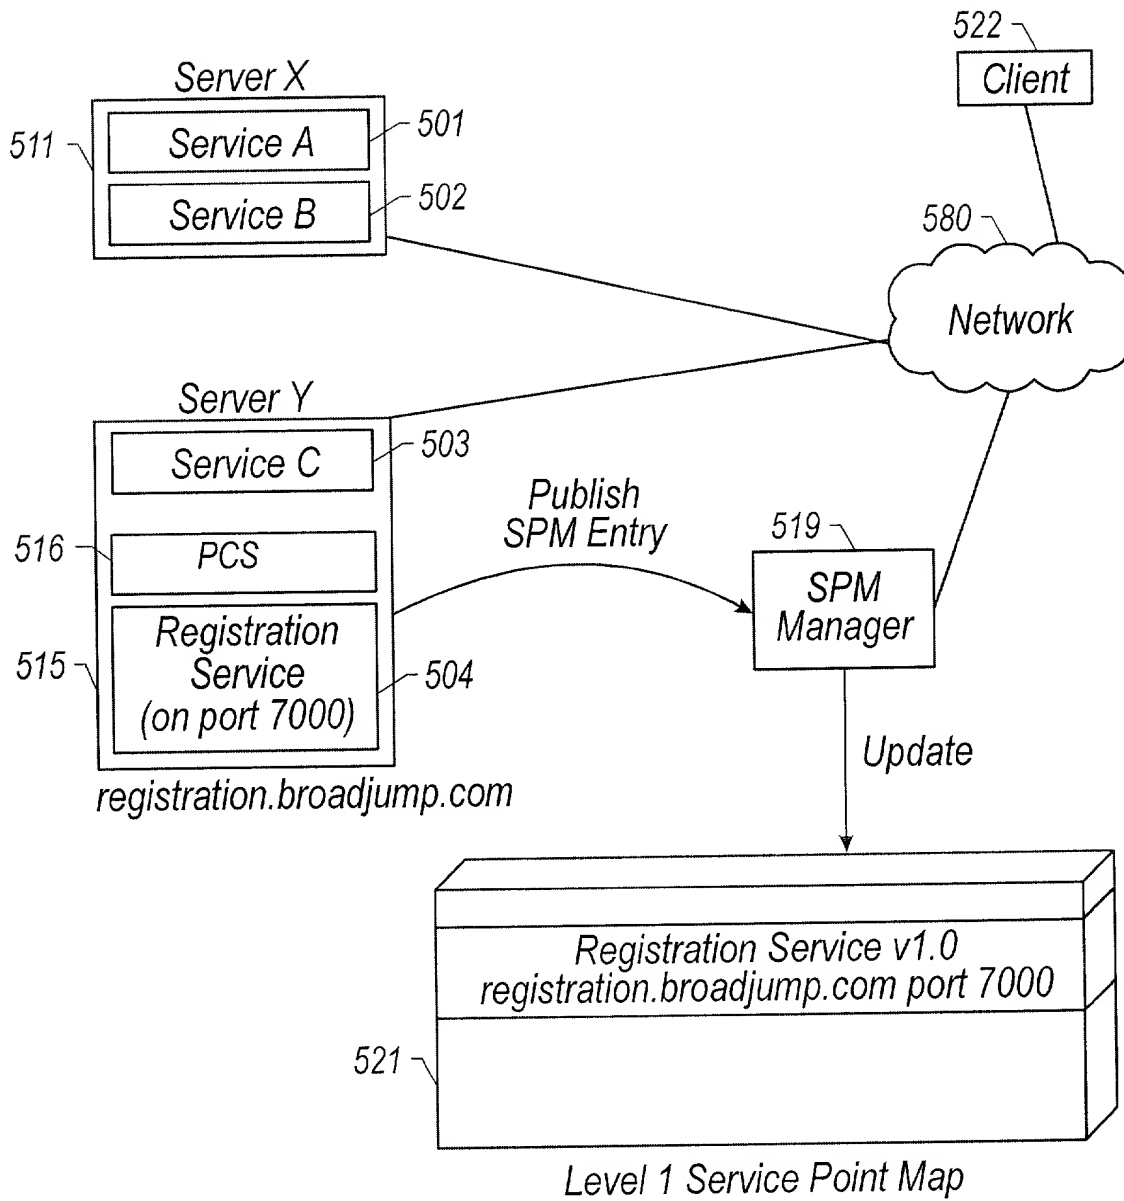 522
Client
Server X
511
Service A
501
Service B
502
580
Network
Server Y
Service C
503
516
PCS
Publish
SPM Entry
519
SPM
Manager
515
Registration
Service
(on port 7000)
504
registration.broadjump.com
Update
Registration Service v1.0
registration.broadjump.com port 7000
521
Level 1 Service Point Map